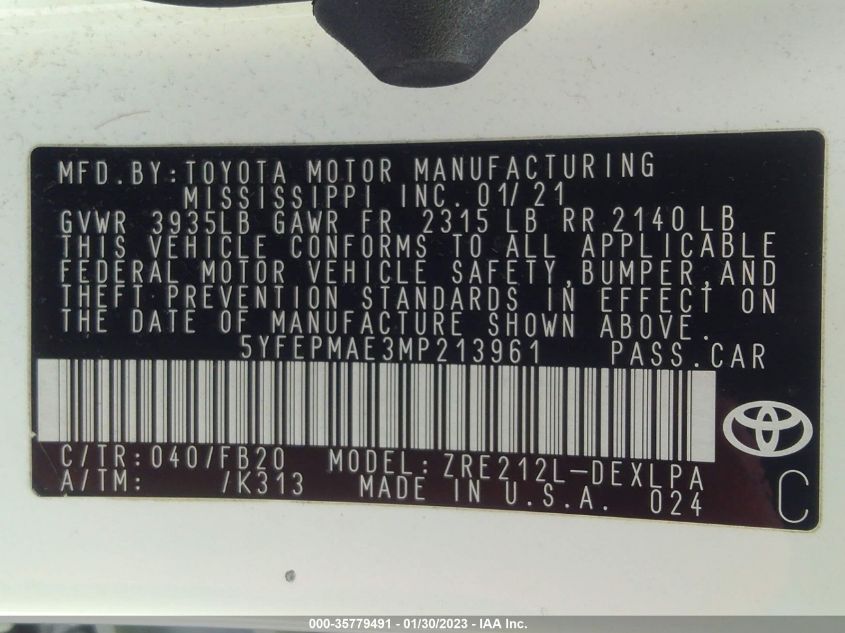 MFD.BY:TOYOTA MOTOR MANUFACTURING
MISSISSIPPI INC. 01/21
GVWR 3935LB GAWR FR 2315 LB RR 2140 LB
THIS VEHICLE CONFORMS TO ALL APPLICABLE
FEDERAL MOTOR VEHICLE SAFETY,BUMPER,AND
THEFT PREVENTION STANDARDS IN EFFECT ON
THE DATE OF MANUFACTURE SHOWN ABOVE.
5YFEPMAE3MP213961 PASS.CAR
C/TR:040/FB20 MODEL:ZRE212L-DEXLPA
A/TM: /K313 MADE IN U.S.A. 024
C
000-35779491 - 01/30/2023 - IAA Inc.